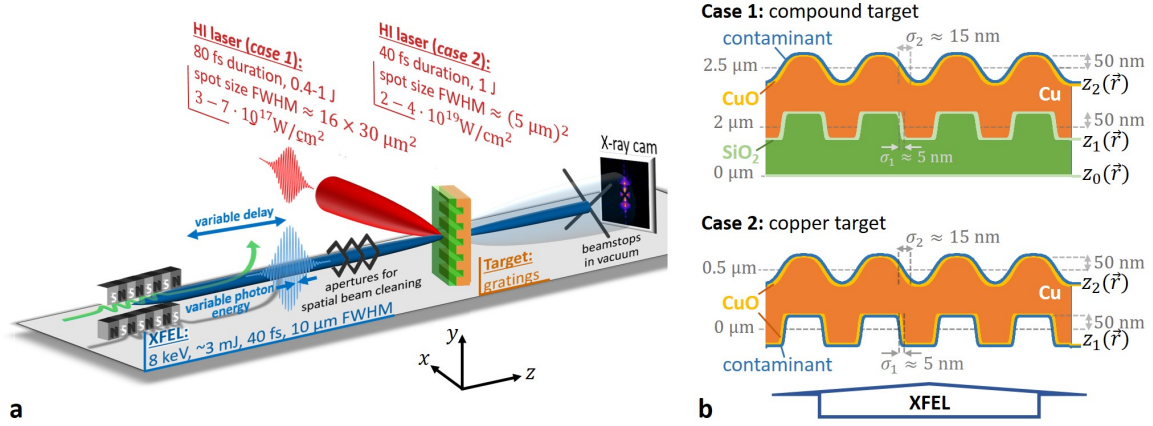 HI laser (case 1):
80 fs duration, 0.4-1 J
spot size FWHM ≈ 16 × 30 μm²
3 − 7 · 10¹⁷W/cm²
HI laser (case 2):
40 fs duration, 1 J
spot size FWHM ≈ (5 μm)²
2 − 4 · 10¹⁹W/cm²
X-ray cam
variable delay
beamstops
in vacuum
apertures for
spatial beam cleaning
variable photon
energy
Target:
gratings
S N S N S N S N
N S N S N S
XFEL:
8 keV, ~3 mJ, 40 fs, 10 μm FWHM
y
x
z
a
Case 1: compound target
contaminant
σ₂ ≈ 15 nm
50 nm
2.5 μm
z₂(r⃗)
CuO
Cu
50 nm
2 μm
z₁(r⃗)
SiO₂
σ₁ ≈ 5 nm
0 μm
z₀(r⃗)
Case 2: copper target
σ₂ ≈ 15 nm
50 nm
0.5 μm
z₂(r⃗)
CuO
Cu
50 nm
0 μm
z₁(r⃗)
contaminant
σ₁ ≈ 5 nm
XFEL
b